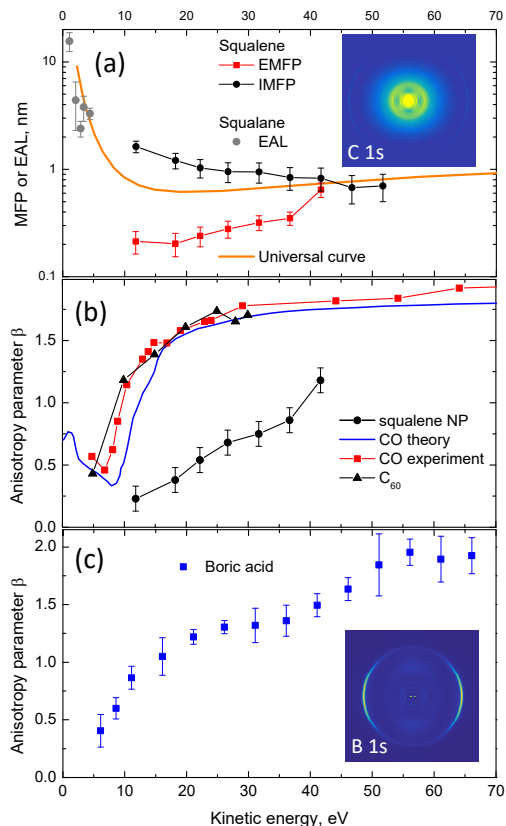 (a)
Squalene
EMFP
IMFP
Squalane
EAL
Universal curve
C 1s
10
1
0.1
MFP or EAL, nm
0 10 20 30 40 50 60 70
(b)
squalene NP
CO theory
CO experiment
C₆₀
1.5
1.0
0.5
0.0
Anisotropy parameter β
(c)
Boric acid
B 1s
2.0
1.5
1.0
0.5
0.0
Anisotropy parameter β
0 10 20 30 40 50 60 70
Kinetic energy, eV